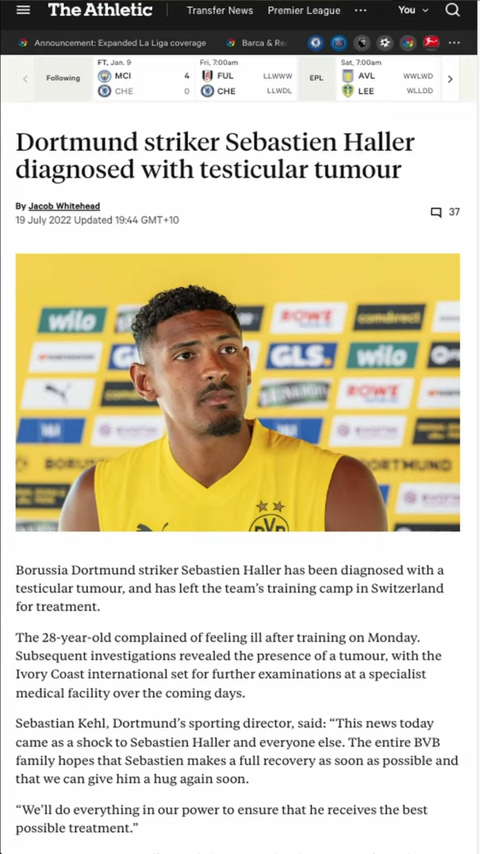 The Athletic
Transfer News Premier League ... You
Announcement: Expanded La Liga coverage Barca & Re
Following
FT, Jan. 9
MCI 4
CHE 0
Fri, 7:00am
FUL LLWWW
CHE LLWDL
EPL
Sat, 7:00am
AVL WWLWD
LEE WLLDD
Dortmund striker Sebastien Haller
diagnosed with testicular tumour
By Jacob Whitehead
19 July 2022 Updated 19:44 GMT+10
37
wilo
ROWE
comdirect
GLS.
wilo
ROWE
DORTMUND
BVB
Borussia Dortmund striker Sebastien Haller has been diagnosed with a
testicular tumour, and has left the team’s training camp in Switzerland
for treatment.
The 28-year-old complained of feeling ill after training on Monday.
Subsequent investigations revealed the presence of a tumour, with the
Ivory Coast international set for further examinations at a specialist
medical facility over the coming days.
Sebastian Kehl, Dortmund’s sporting director, said: “This news today
came as a shock to Sebastien Haller and everyone else. The entire BVB
family hopes that Sebastien makes a full recovery as soon as possible and
that we can give him a hug again soon.
“We’ll do everything in our power to ensure that he receives the best
possible treatment.”